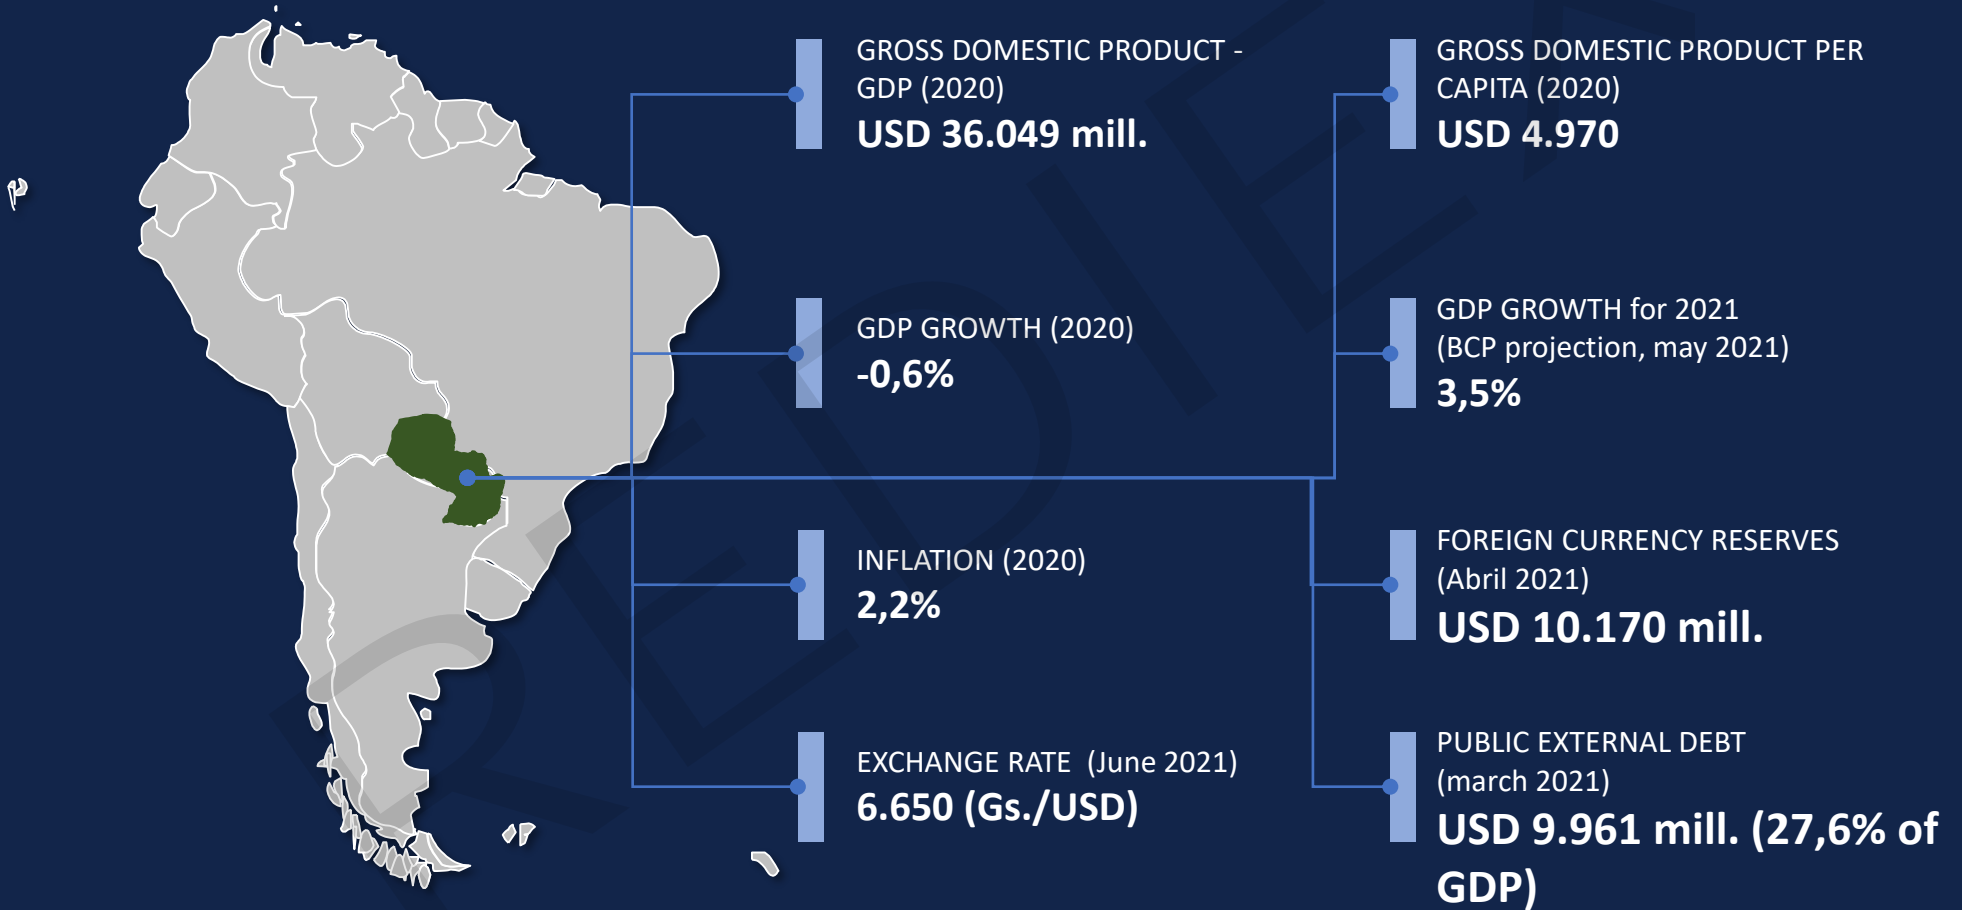 GROSS DOMESTIC PRODUCT -
GDP (2020)
USD 36.049 mill.
GROSS DOMESTIC PRODUCT PER
CAPITA (2020)
USD 4.970
GDP GROWTH (2020)
-0,6%
GDP GROWTH for 2021
(BCP projection, may 2021)
3,5%
INFLATION (2020)
2,2%
FOREIGN CURRENCY RESERVES
(Abril 2021)
USD 10.170 mill.
EXCHANGE RATE (June 2021)
6.650 (Gs./USD)
PUBLIC EXTERNAL DEBT
(march 2021)
USD 9.961 mill. (27,6% of
GDP)
REDIEX